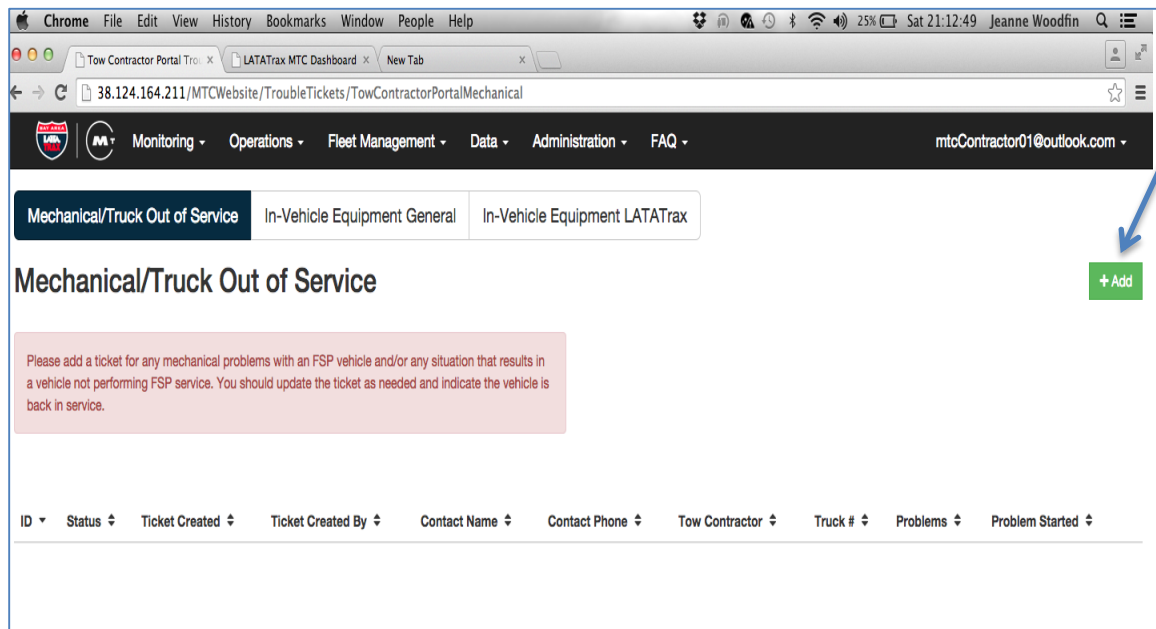 Chrome File Edit View History Bookmarks Window People Help 25% Sat 21:12:49 Jeanne Woodfin
Tow Contractor Portal Tro × LATATrax MTC Dashboard × New Tab ×
38.124.164.211/MTCWebsite/TroubleTickets/TowContractorPortalMechanical
BAY AREA LATA TRAX MT Monitoring Operations Fleet Management Data Administration FAQ mtcContractor01@outlook.com
Mechanical/Truck Out of Service In-Vehicle Equipment General In-Vehicle Equipment LATATrax
Mechanical/Truck Out of Service
+ Add
Please add a ticket for any mechanical problems with an FSP vehicle and/or any situation that results in
a vehicle not performing FSP service. You should update the ticket as needed and indicate the vehicle is
back in service.
ID Status Ticket Created Ticket Created By Contact Name Contact Phone Tow Contractor Truck # Problems Problem Started